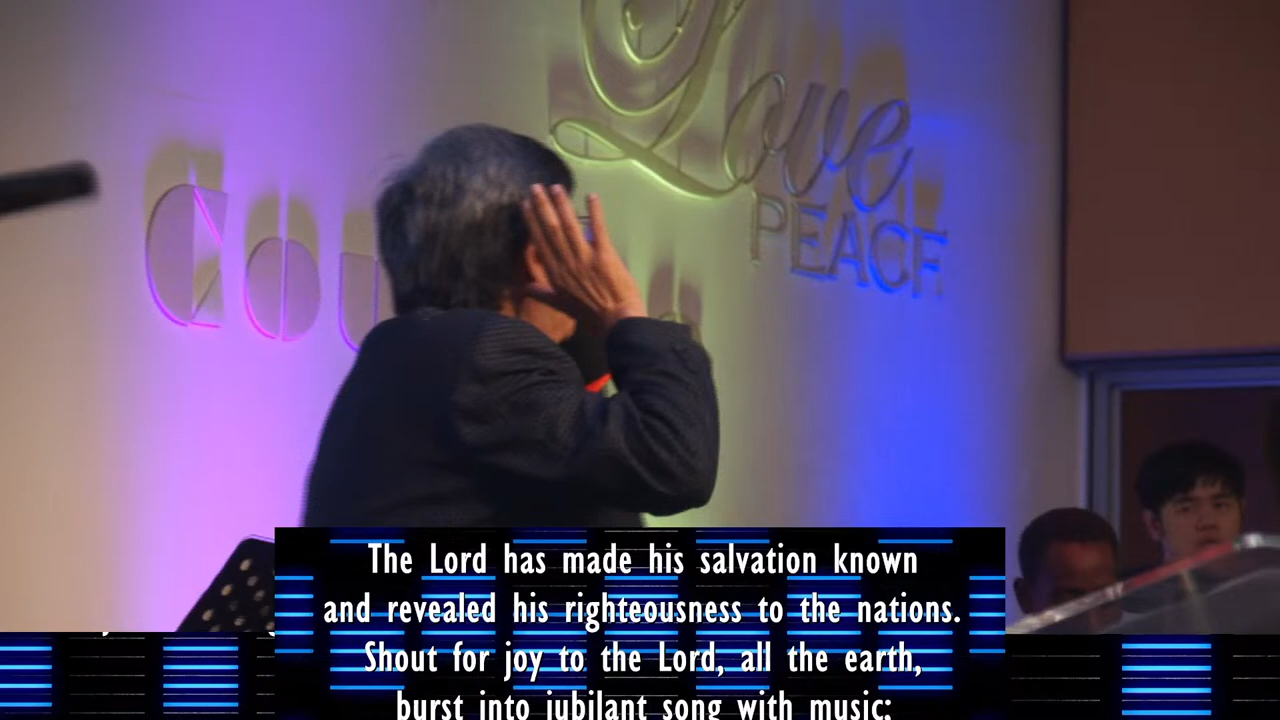 Love
PEACE
Cou
The Lord has made his salvation known
and revealed his righteousness to the nations.
Shout for joy to the Lord, all the earth,
burst into jubilant song with music;